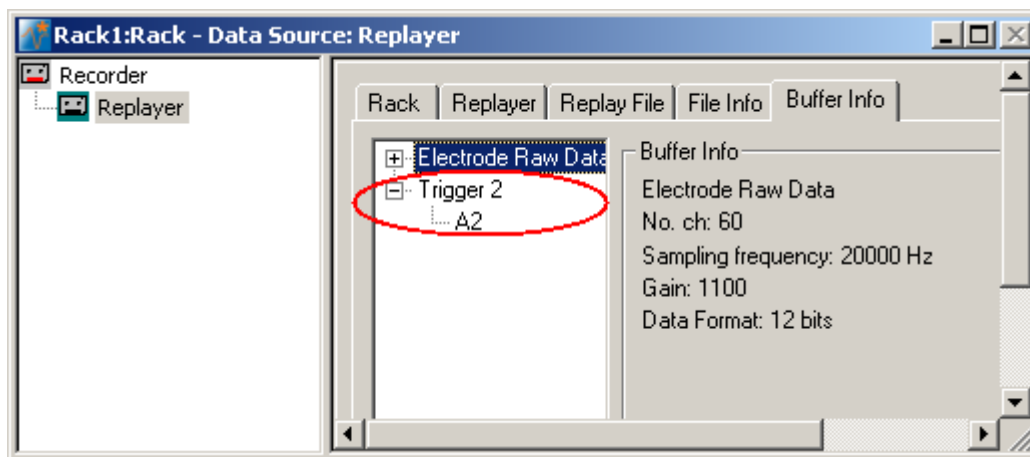 Rack1:Rack - Data Source: Replayer
Recorder
Replayer
Rack
Replayer
Replay File
File Info
Buffer Info
Electrode Raw Data
Trigger 2
A2
Buffer Info
Electrode Raw Data
No. ch: 60
Sampling frequency: 20000 Hz
Gain: 1100
Data Format: 12 bits